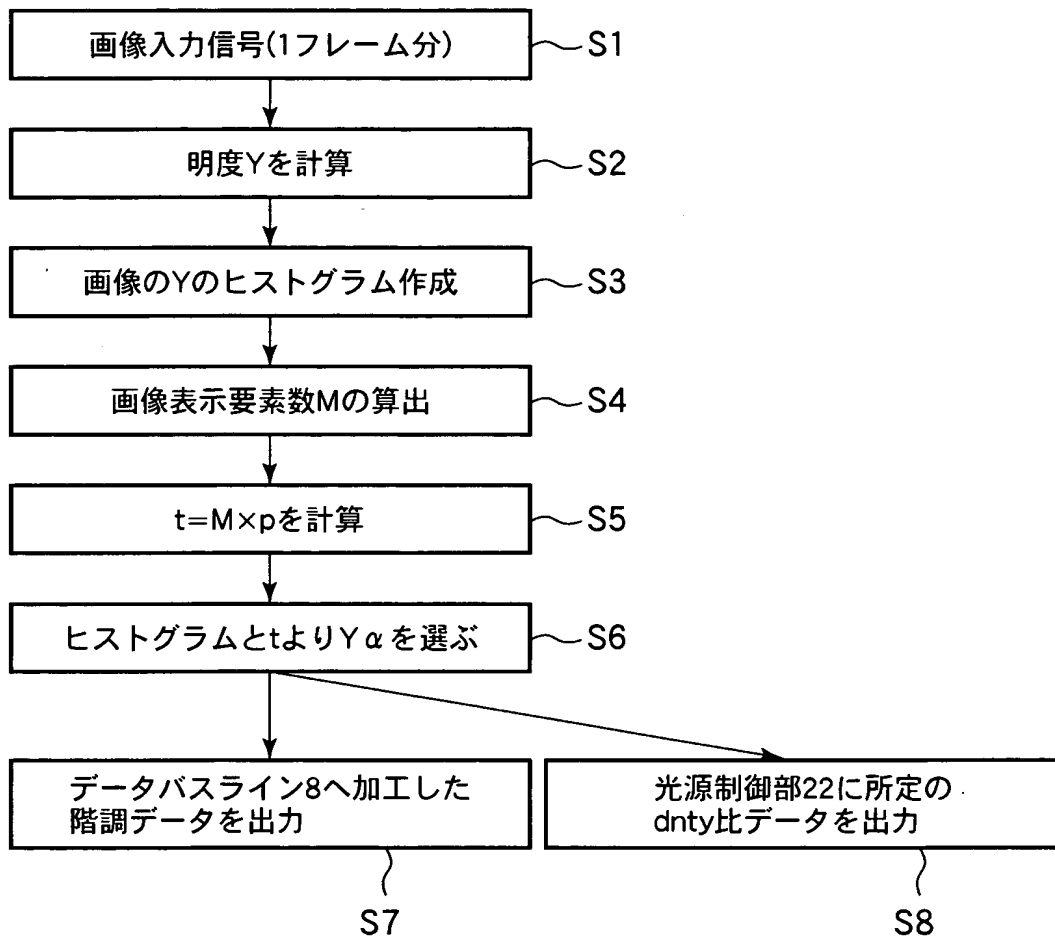 画像入力信号(1フレーム分)
S1
明度Yを計算
S2
画像のYのヒストグラム作成
S3
画像表示要素数Mの算出
S4
t=M×pを計算
S5
ヒストグラムとtよりYαを選ぶ
S6
データバスライン8へ加工した
階調データを出力
光源制御部22に所定の
dnty比データを出力
S7
S8